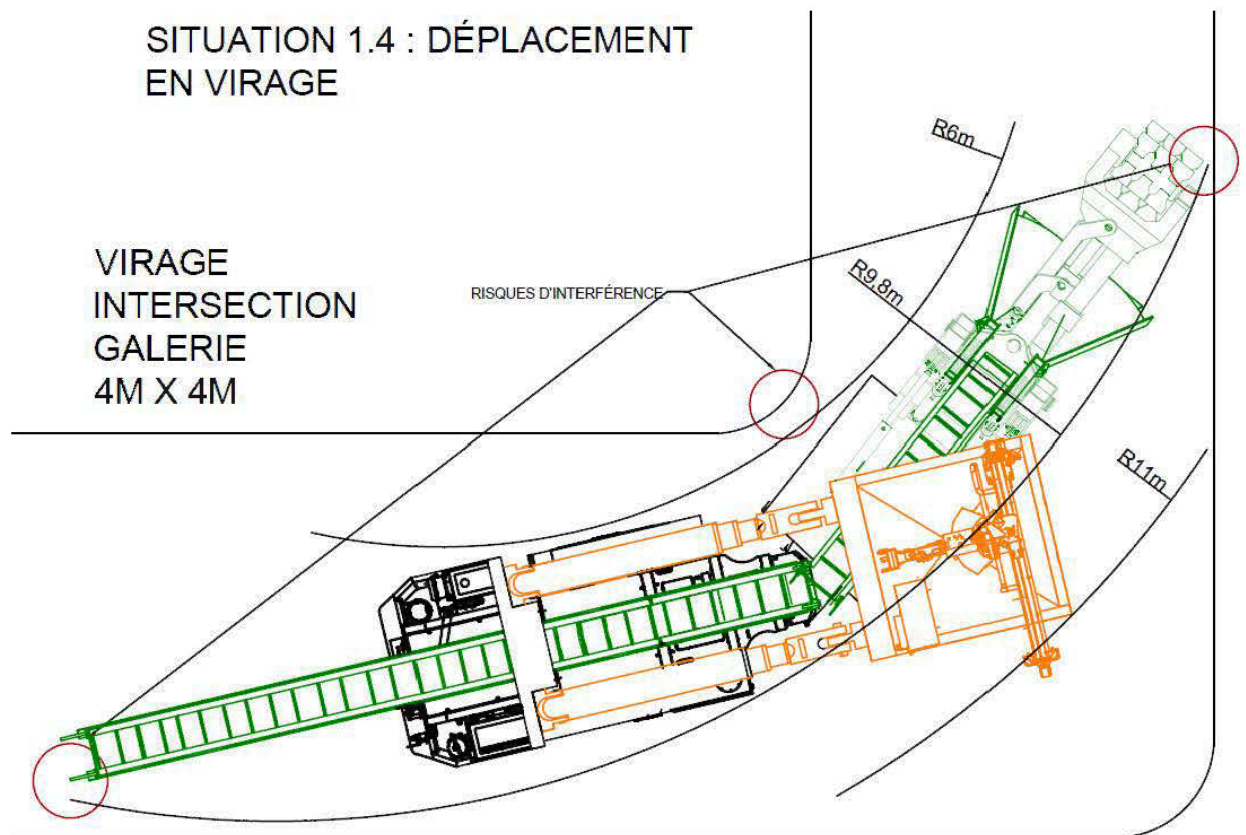 SITUATION 1.4 : DÉPLACEMENT
EN VIRAGE
R6m
VIRAGE
INTERSECTION
GALERIE
4M X 4M
RISQUES D'INTERFÉRENCE
R9,8m
R11m